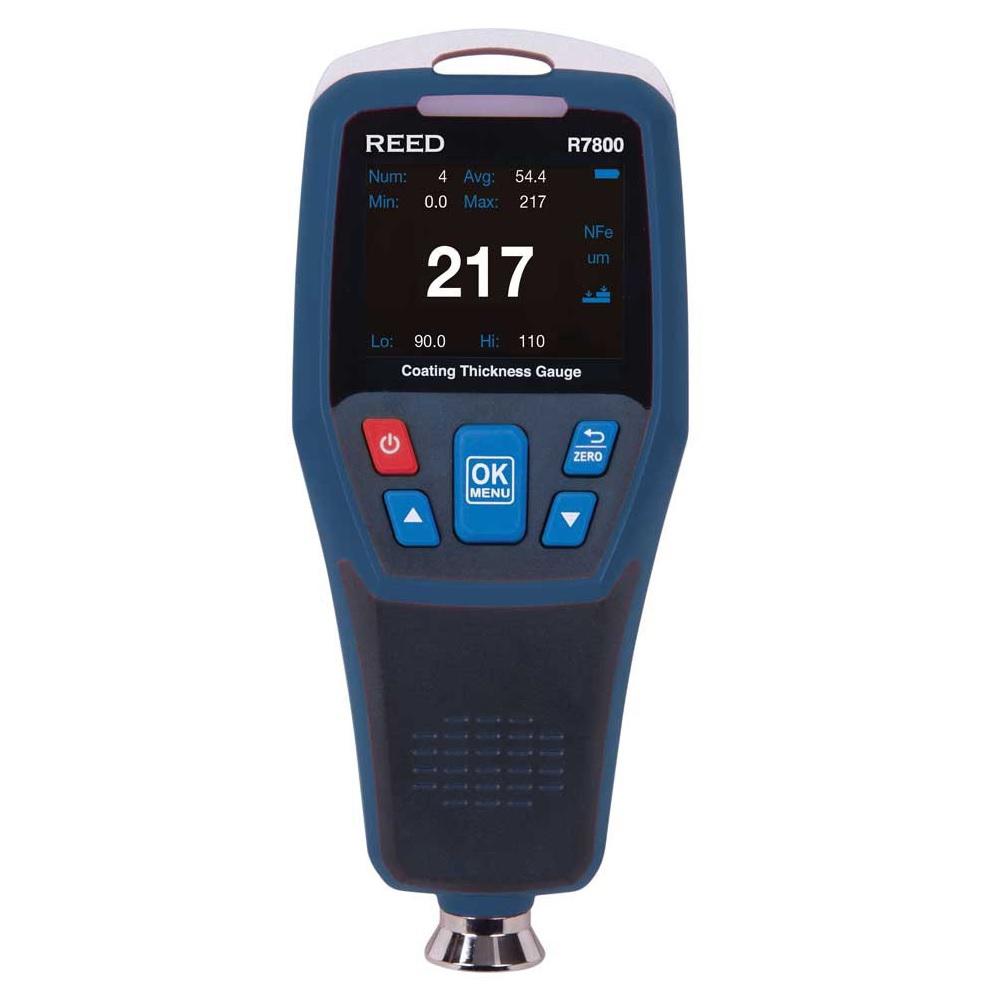 REED R7800
Num: 4 Avg: 54.4
Min: 0.0 Max: 217
NFe
um
217
Lo: 90.0 Hi: 110
Coating Thickness Gauge
OK
MENU
ZERO